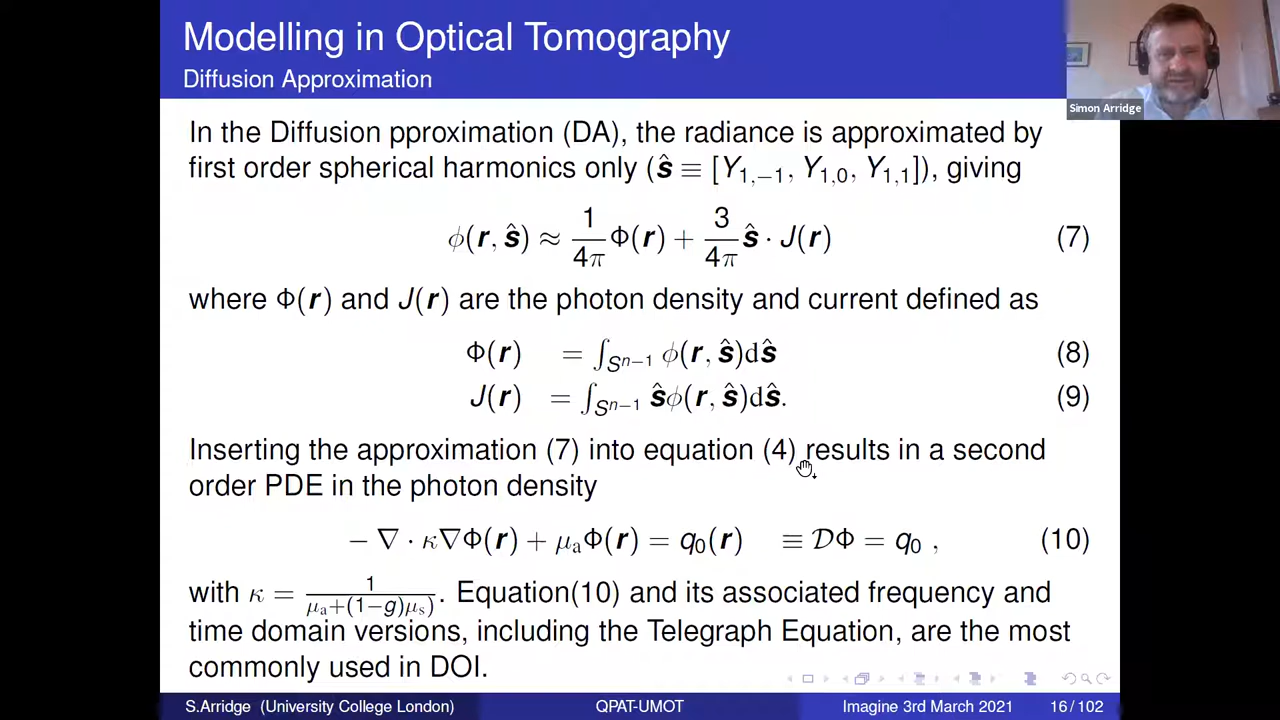 Modelling in Optical Tomography
Diffusion Approximation
Simon Arridge
In the Diffusion pproximation (DA), the radiance is approximated by
first order spherical harmonics only (ŝ ≡ [Y₁,₋₁, Y₁,₀, Y₁,₁]), giving
ϕ(r, ŝ) ≈ 1/4π Φ(r) + 3/4π ŝ · J(r) (7)
where Φ(r) and J(r) are the photon density and current defined as
Φ(r) = ∫_{Sⁿ⁻¹} ϕ(r, ŝ)dŝ (8)
J(r) = ∫_{Sⁿ⁻¹} ŝϕ(r, ŝ)dŝ. (9)
Inserting the approximation (7) into equation (4) results in a second
order PDE in the photon density
− ∇ · κ∇Φ(r) + μₐΦ(r) = q₀(r) ≡ 𝒟Φ = q₀ , (10)
with κ = 1/(μₐ+(1−g)μₛ). Equation(10) and its associated frequency and
time domain versions, including the Telegraph Equation, are the most
commonly used in DOI.
S.Arridge (University College London) QPAT-UMOT Imagine 3rd March 2021 16 / 102